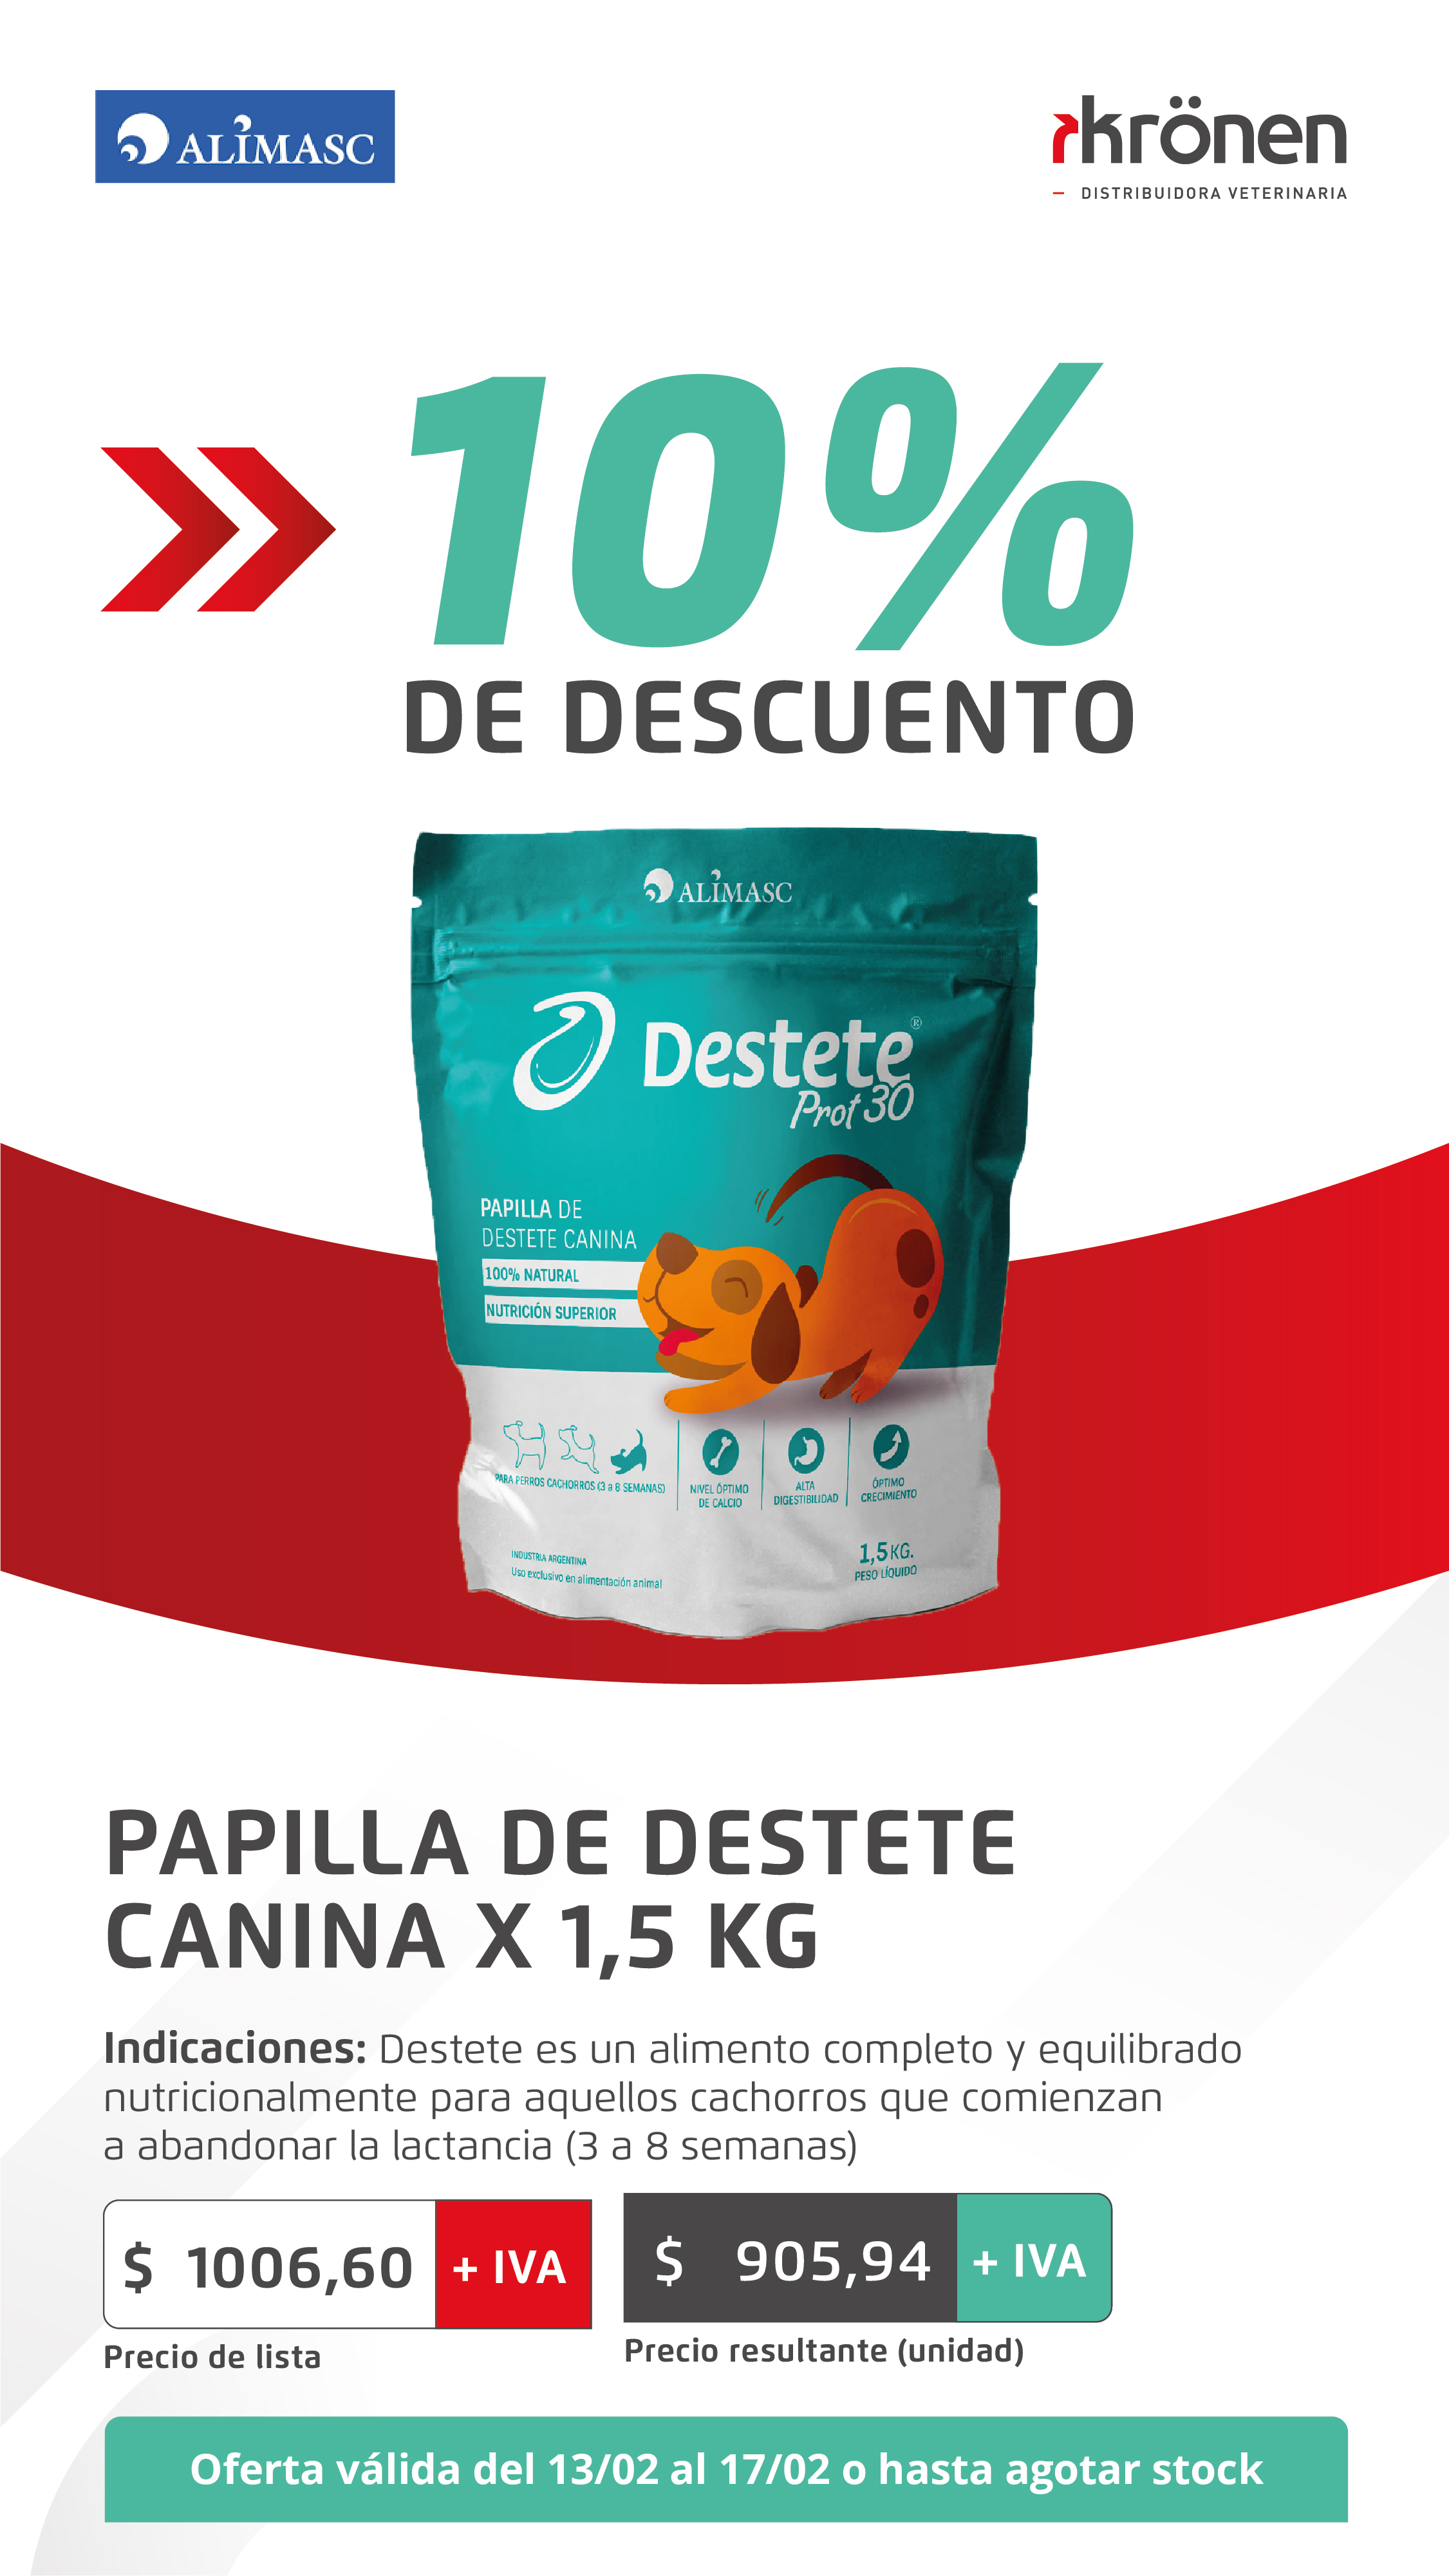 ALIMASC
krönen
DISTRIBUIDORA VETERINARIA
10%
DE DESCUENTO
ALIMASC
Destete®
Prot 30
PAPILLA DE
DESTETE CANINA
100% NATURAL
NUTRICIÓN SUPERIOR
PARA PERROS CACHORROS (3 a 8 SEMANAS)
NIVEL ÓPTIMO
DE CALCIO
ALTA
DIGESTIBILIDAD
ÓPTIMO
CRECIMIENTO
INDUSTRIA ARGENTINA
Uso exclusivo en alimentación animal
1,5 KG.
PESO LÍQUIDO
PAPILLA DE DESTETE
CANINA X 1,5 KG
Indicaciones: Destete es un alimento completo y equilibrado
nutricionalmente para aquellos cachorros que comienzan
a abandonar la lactancia (3 a 8 semanas)
$ 1006,60 + IVA
Precio de lista
$ 905,94 + IVA
Precio resultante (unidad)
Oferta válida del 13/02 al 17/02 o hasta agotar stock